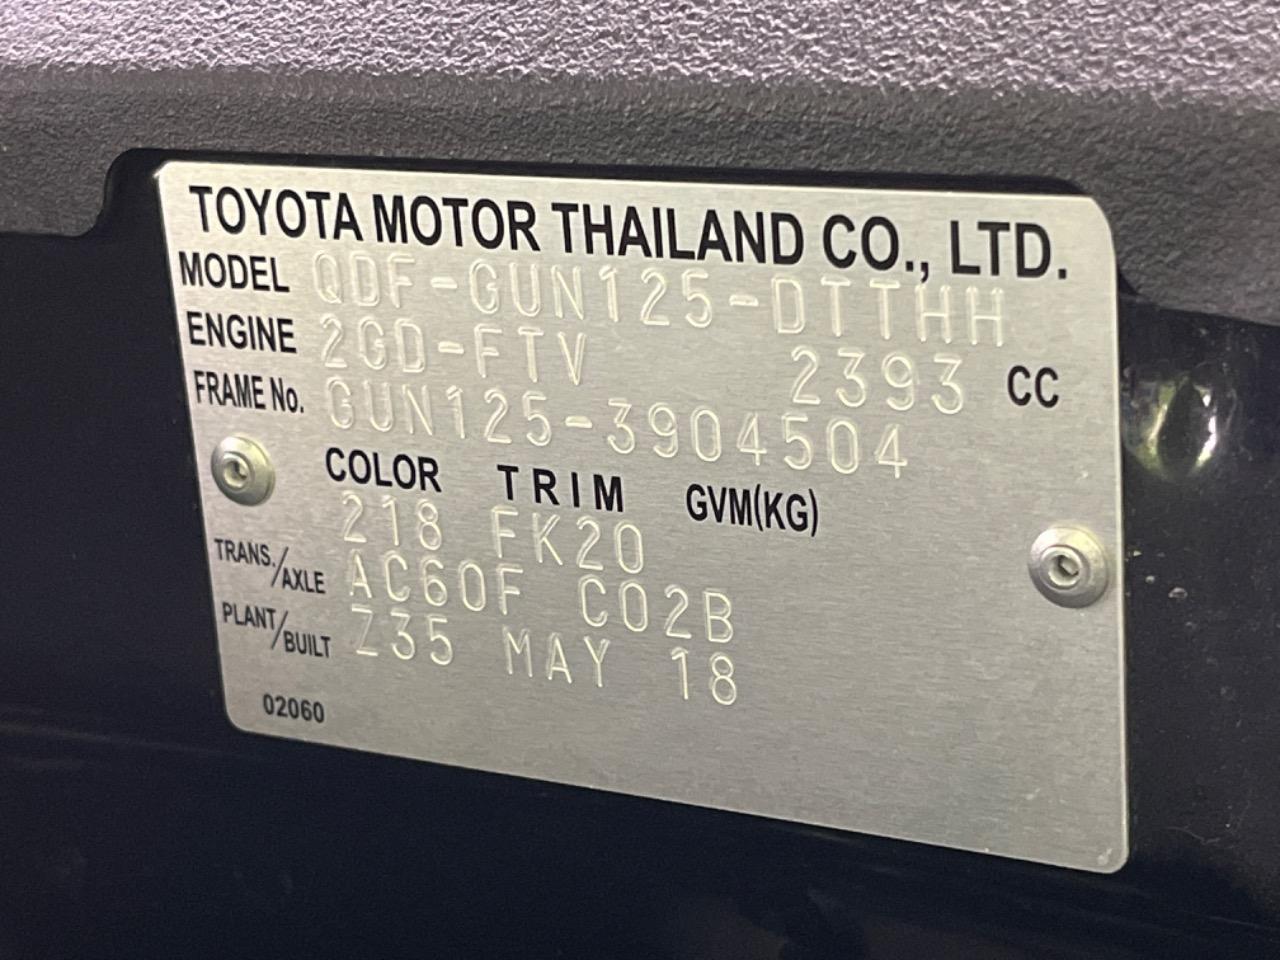 TOYOTA MOTOR THAILAND CO., LTD.
MODEL QDF-GUN125-DTTHH
ENGINE 2GD-FTV 2393 CC
FRAME No. GUN125-3904504
COLOR TRIM GVM(KG)
218 FK20
TRANS./AXLE AC60F C02B
PLANT/BUILT Z35 MAY 18
02060